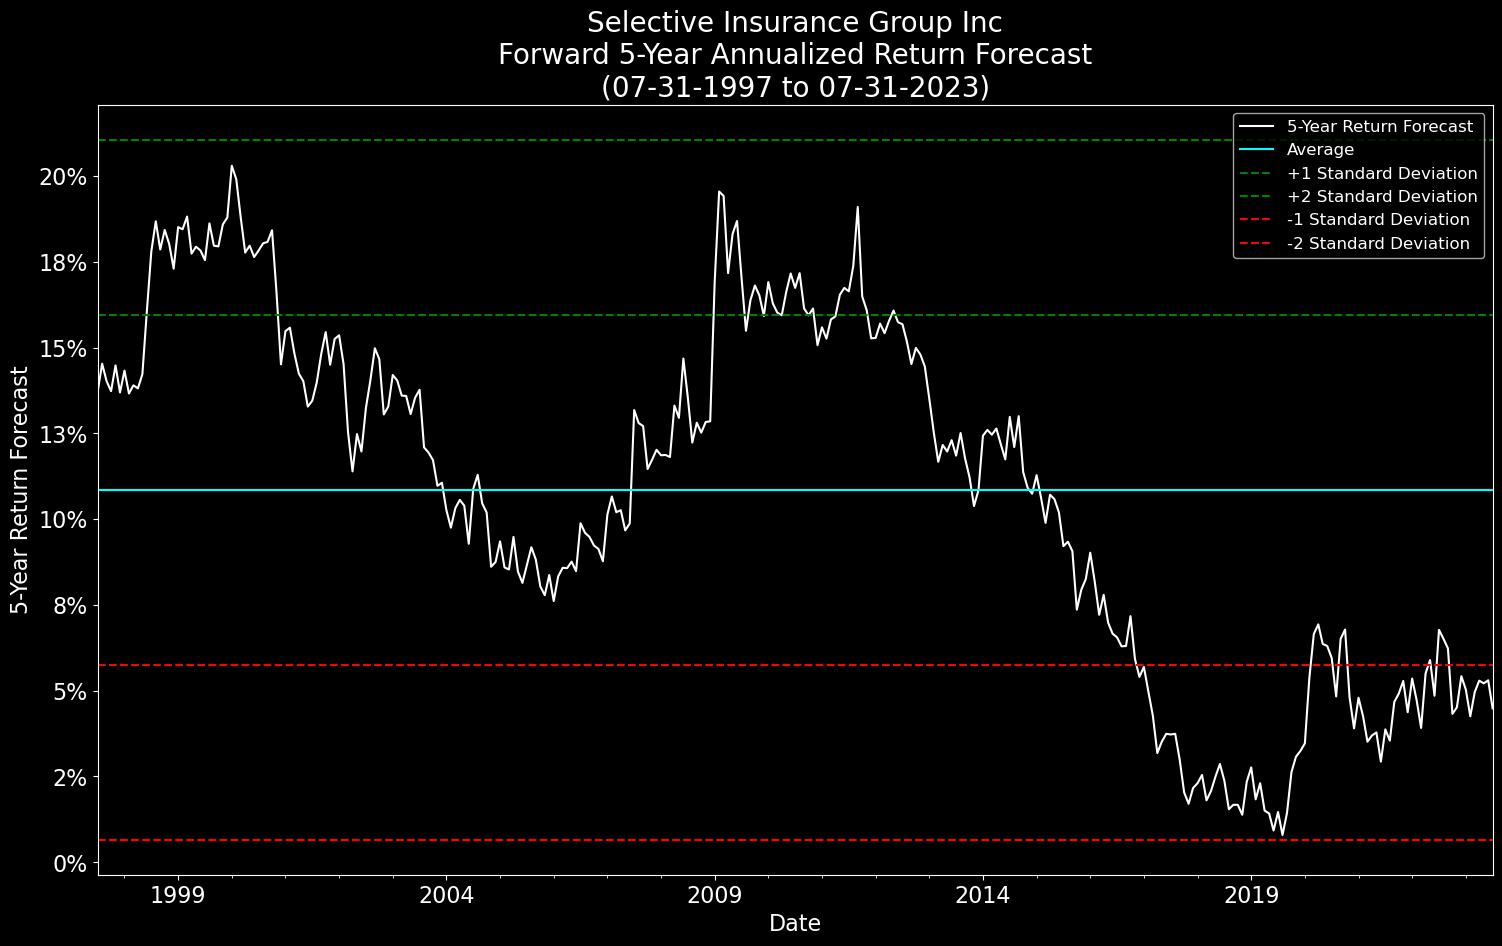 Selective Insurance Group Inc
Forward 5-Year Annualized Return Forecast
(07-31-1997 to 07-31-2023)
5-Year Return Forecast
Average
+1 Standard Deviation
+2 Standard Deviation
-1 Standard Deviation
-2 Standard Deviation
5-Year Return Forecast
20%
18%
15%
13%
10%
8%
5%
2%
0%
1999
2004
2009
2014
2019
Date